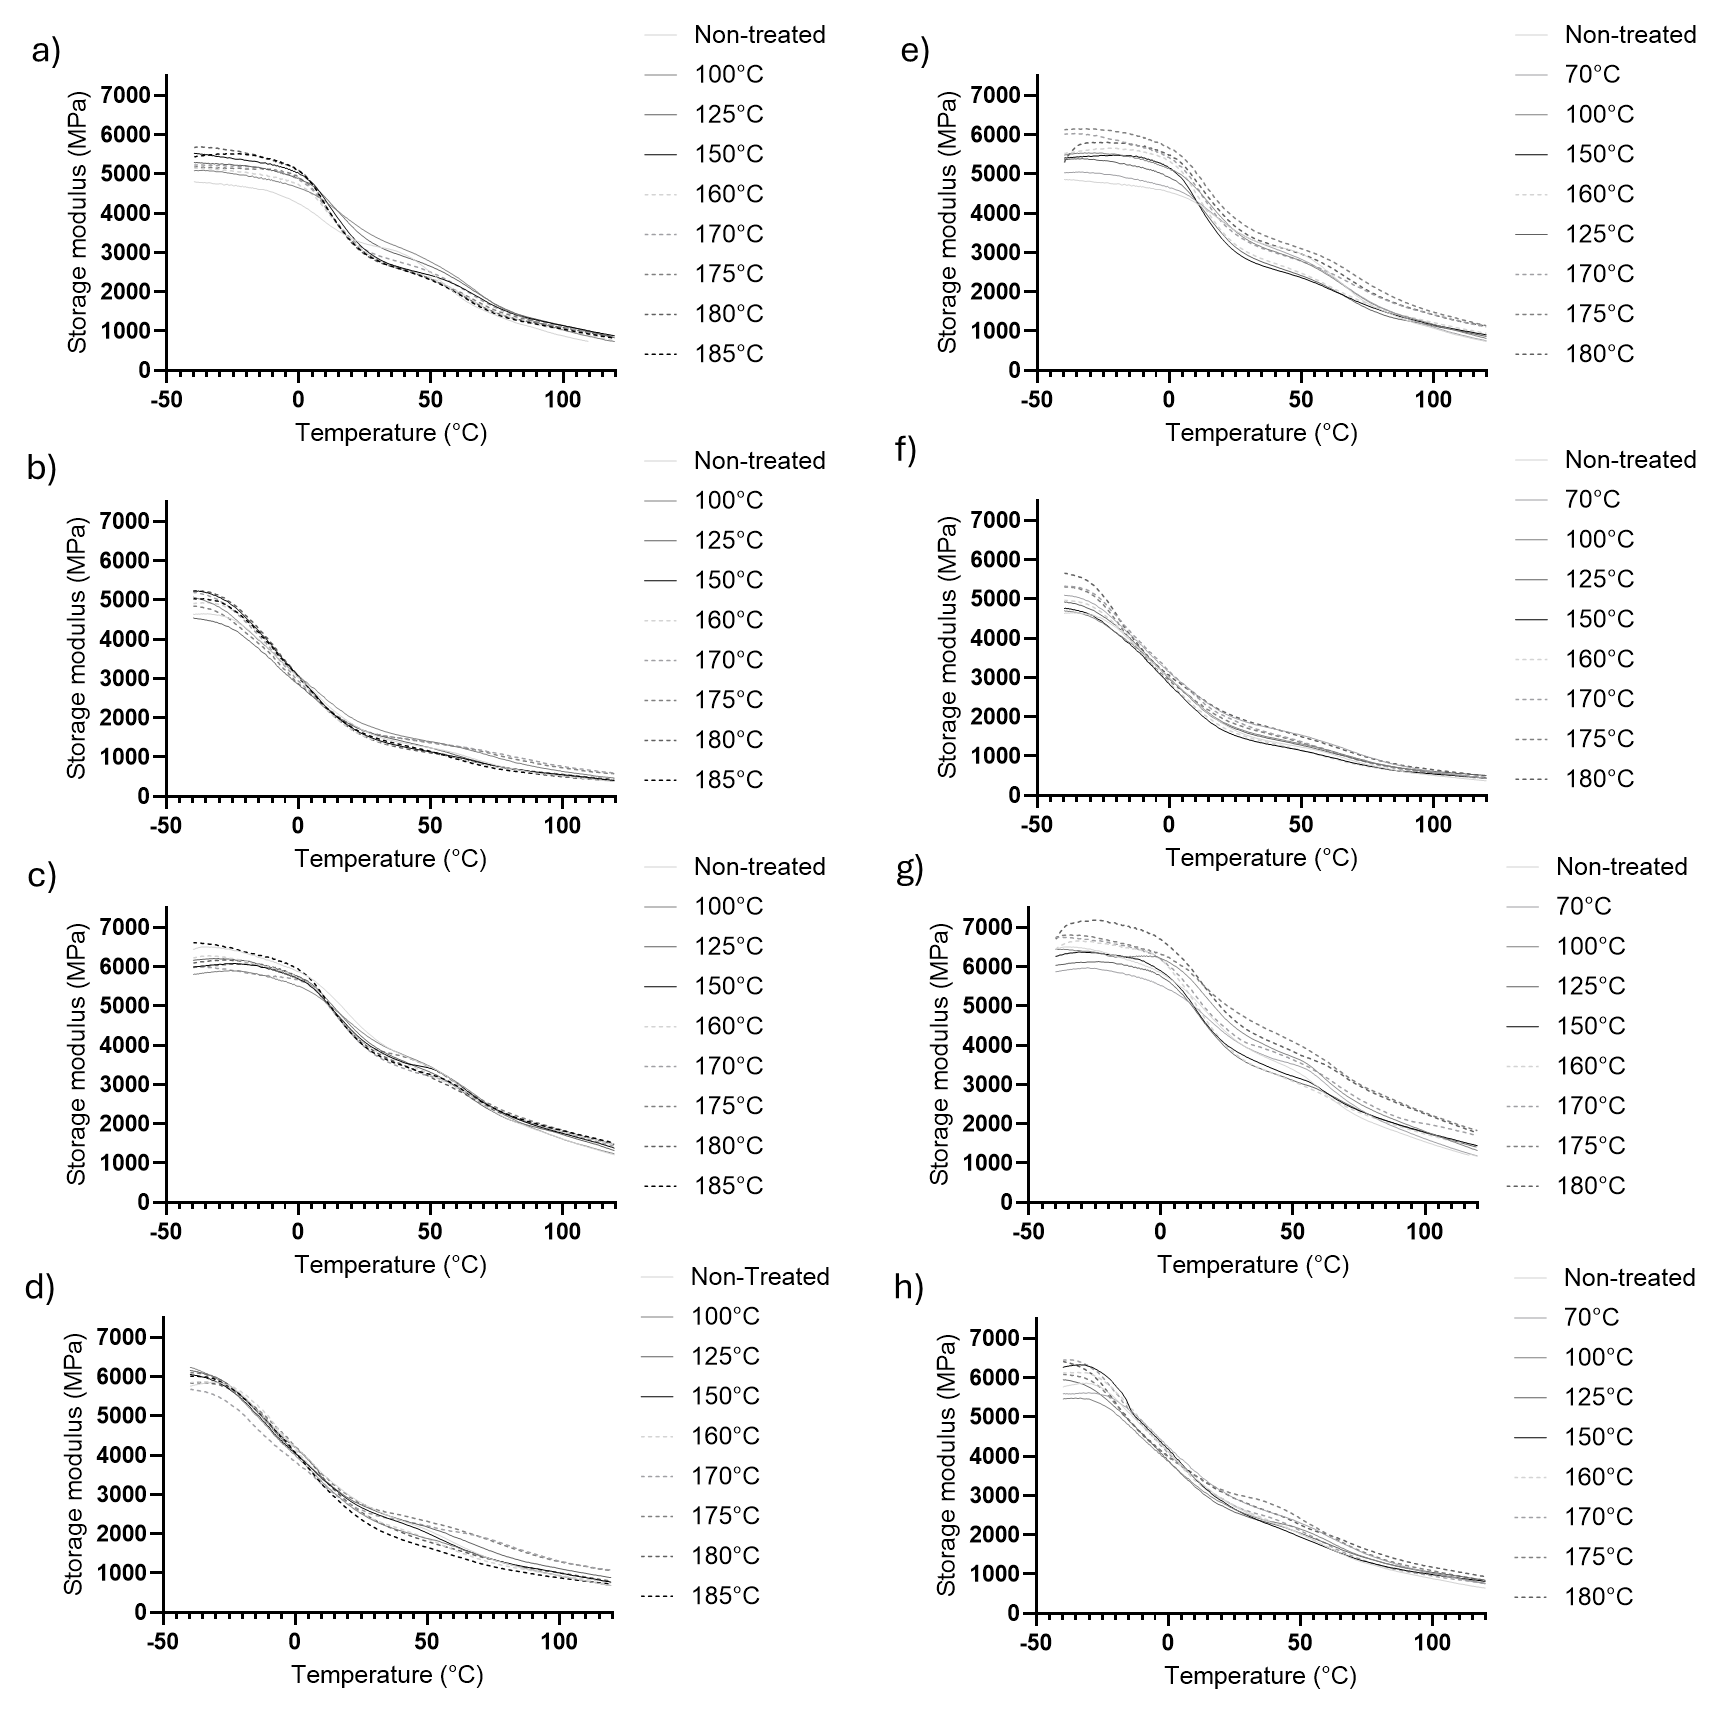 a)
Storage modulus (MPa)
7000
6000
5000
4000
3000
2000
1000
0
-50
0
50
100
Temperature (°C)
Non-treated
100°C
125°C
150°C
160°C
170°C
175°C
180°C
185°C
e)
Storage modulus (MPa)
7000
6000
5000
4000
3000
2000
1000
0
-50
0
50
100
Temperature (°C)
Non-treated
70°C
100°C
150°C
160°C
125°C
170°C
175°C
180°C
b)
Storage modulus (MPa)
7000
6000
5000
4000
3000
2000
1000
0
-50
0
50
100
Temperature (°C)
Non-treated
100°C
125°C
150°C
160°C
170°C
175°C
180°C
185°C
f)
Storage modulus (MPa)
7000
6000
5000
4000
3000
2000
1000
0
-50
0
50
100
Temperature (°C)
Non-treated
70°C
100°C
125°C
150°C
160°C
170°C
175°C
180°C
c)
Storage modulus (MPa)
7000
6000
5000
4000
3000
2000
1000
0
-50
0
50
100
Temperature (°C)
Non-treated
100°C
125°C
150°C
160°C
170°C
175°C
180°C
185°C
g)
Storage modulus (MPa)
7000
6000
5000
4000
3000
2000
1000
0
-50
0
50
100
Temperature (°C)
Non-treated
70°C
100°C
125°C
150°C
160°C
170°C
175°C
180°C
d)
Storage modulus (MPa)
7000
6000
5000
4000
3000
2000
1000
0
-50
0
50
100
Temperature (°C)
Non-Treated
100°C
125°C
150°C
160°C
170°C
175°C
180°C
185°C
h)
Storage modulus (MPa)
7000
6000
5000
4000
3000
2000
1000
0
-50
0
50
100
Temperature (°C)
Non-treated
70°C
100°C
125°C
150°C
160°C
170°C
175°C
180°C